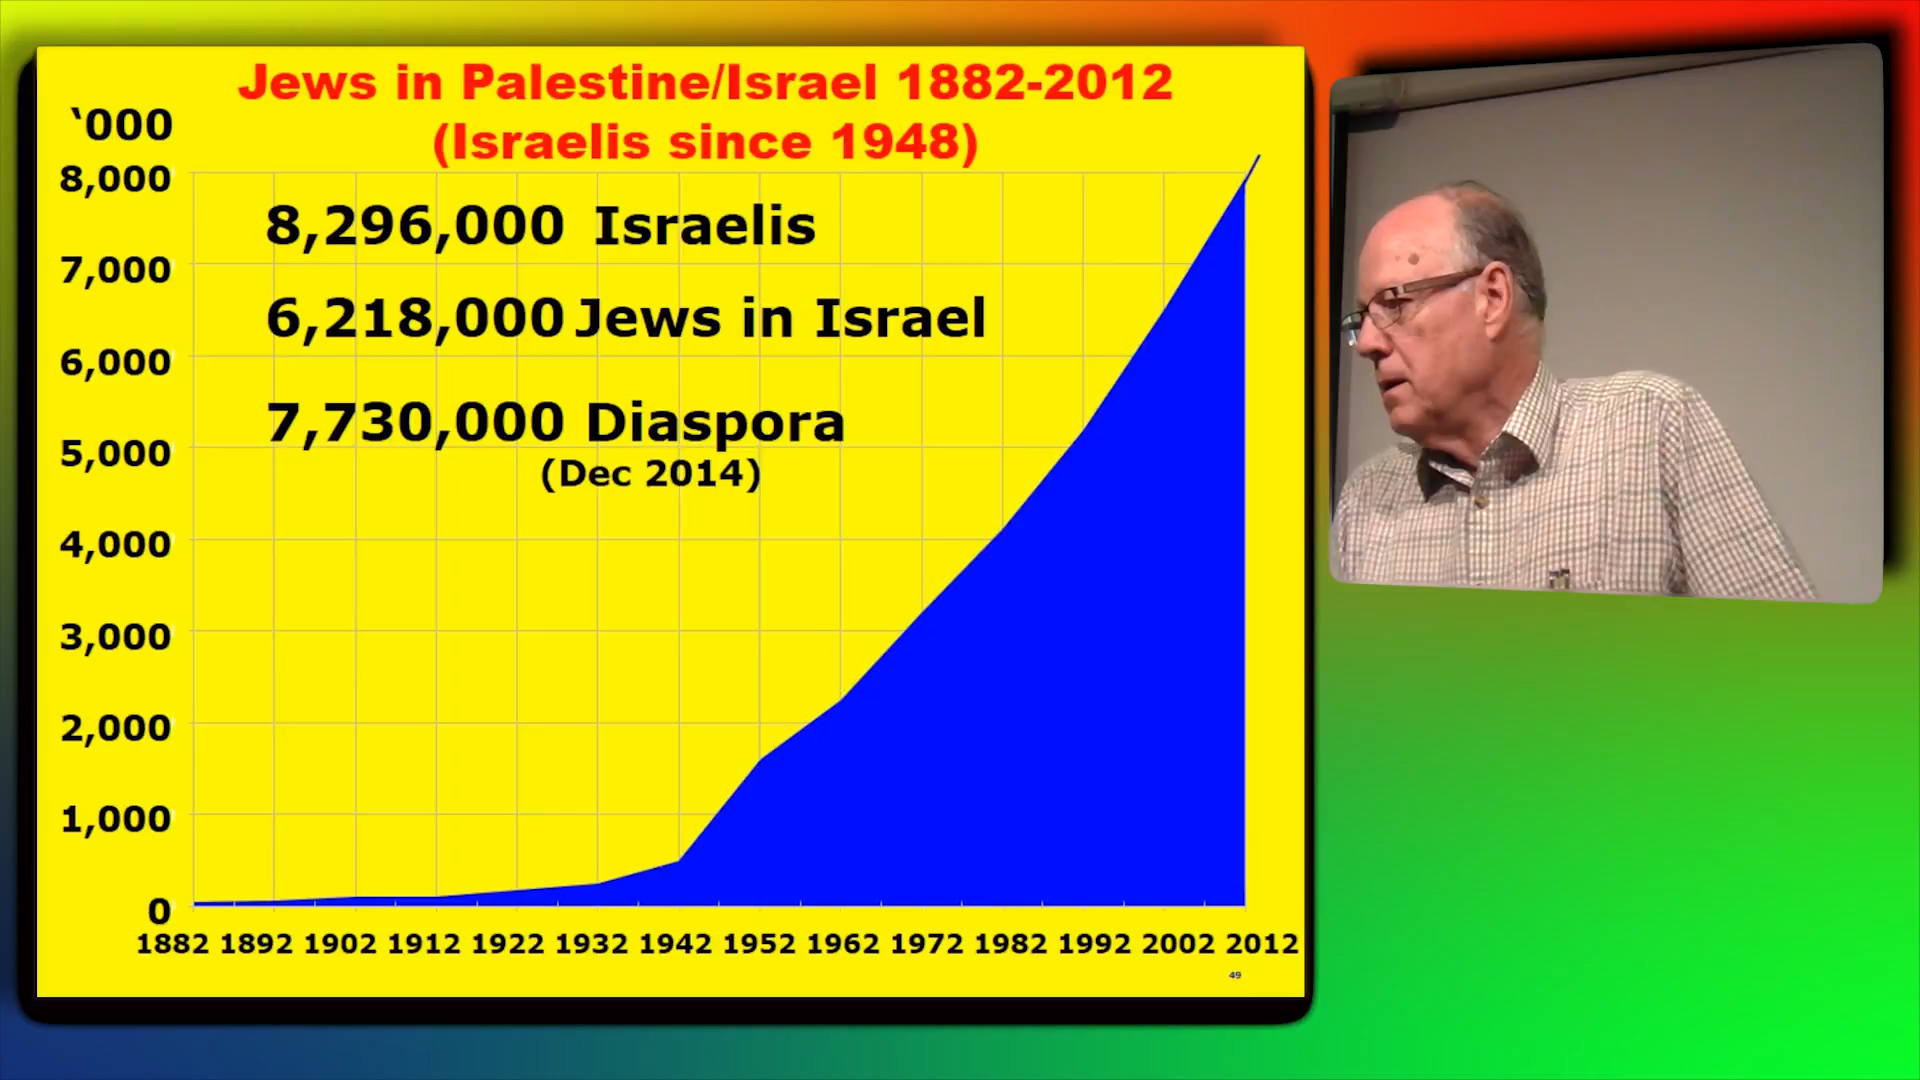 Jews in Palestine/Israel 1882-2012
(Israelis since 1948)
‘000
8,000
8,296,000 Israelis
7,000
6,218,000 Jews in Israel
6,000
7,730,000 Diaspora
5,000
(Dec 2014)
4,000
3,000
2,000
1,000
0
1882 1892 1902 1912 1922 1932 1942 1952 1962 1972 1982 1992 2002 2012
49